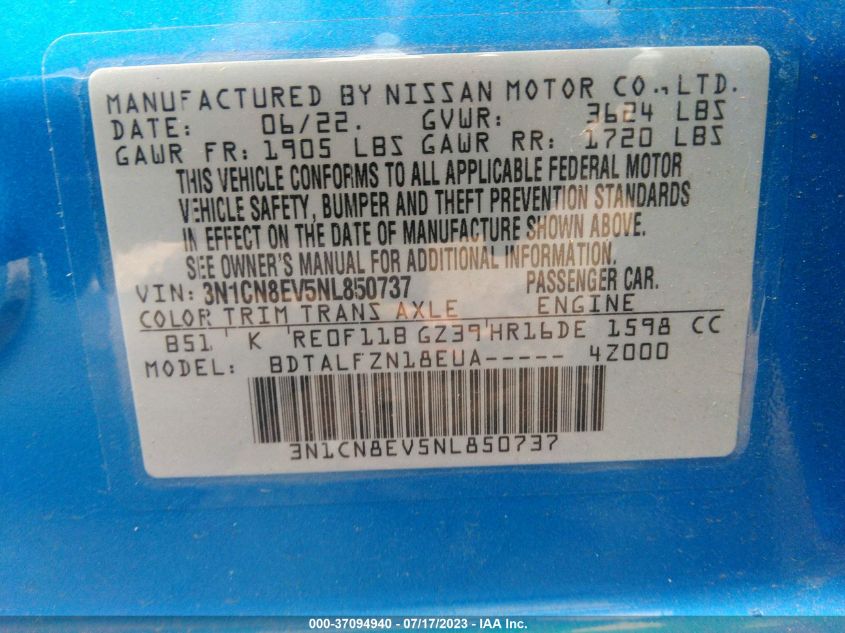 MANUFACTURED BY NISSAN MOTOR CO.,LTD.
DATE: 06/22. GVWR: 3624 LBS
GAWR FR: 1905 LBS GAWR RR: 1720 LBS
THIS VEHICLE CONFORMS TO ALL APPLICABLE FEDERAL MOTOR
VEHICLE SAFETY, BUMPER AND THEFT PREVENTION STANDARDS
IN EFFECT ON THE DATE OF MANUFACTURE SHOWN ABOVE.
SEE OWNER'S MANUAL FOR ADDITIONAL INFORMATION.
VIN: 3N1CN8EV5NL850737 PASSENGER CAR.
COLOR TRIM TRANS AXLE ENGINE
B51 K RE0F11B GZ39 HR16DE 1598 CC
MODEL: BDTALFZN18EUA----- 4Z000
3N1CN8EV5NL850737
000-37094940 / 07/17/2023 - IAA Inc.